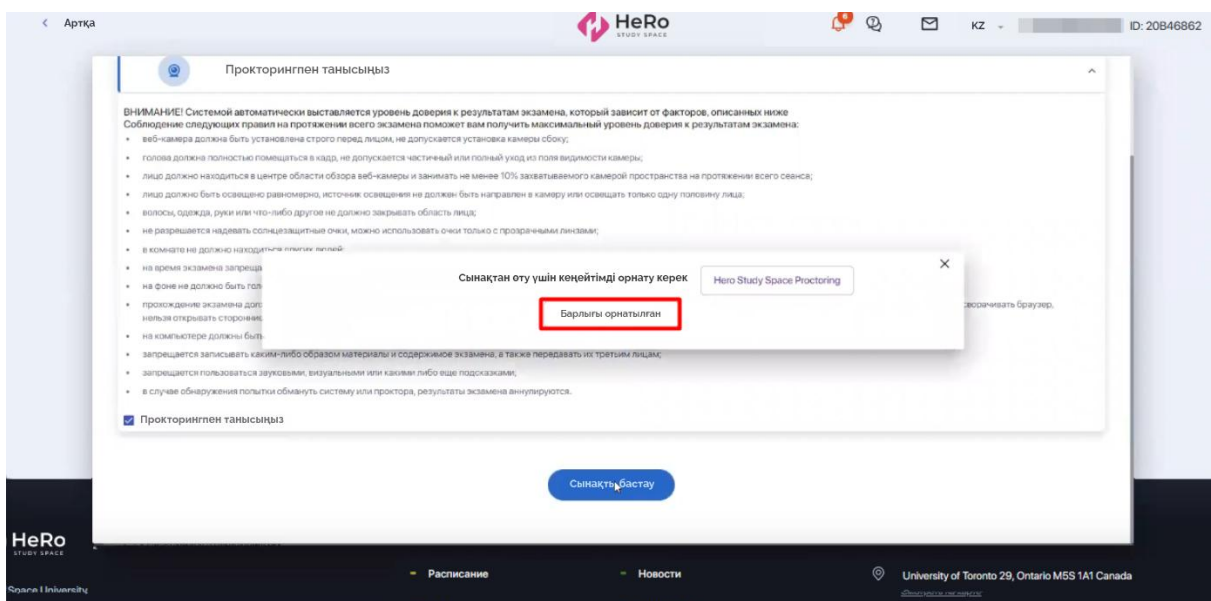 Артқа
HeRo
STUDY SPACE
KZ
ID: 20B46862
Прокторингпен танысыңыз
ВНИМАНИЕ! Системой автоматически выставляется уровень доверия к результатам экзамена, который зависит от факторов, описанных ниже
Соблюдение следующих правил на протяжении всего экзамена поможет вам получить максимальный уровень доверия к результатам экзамена:
веб-камера должна быть установлена строго перед лицом, не допускается установка камеры сбоку;
голова должна полностью помещаться в кадр, не допускается частичный или полный уход из поля видимости камеры;
лицо должно находиться в центре области обзора веб-камеры и занимать не менее 10% захватываемого камерой пространства на протяжении всего сеанса;
лицо должно быть освещено равномерно, источник освещения не должен быть направлен в камеру или освещать только одну половину лица;
волосы, одежда, руки или что-либо другое не должно закрывать область лица;
не разрешается надевать солнцезащитные очки, можно использовать очки только с прозрачными линзами;
в комнате не должно находиться других людей;
на время экзамена запреща
на фоне не должно быть гол
прохождение экзамена дол
сворачивать браузер,
нельзя открывать сторонние
на компьютере должны быть
Сынақтан өту үшін кеңейтімді орнату керек
Hero Study Space Proctoring
Барлығы орнатылған
запрещается записывать каким-либо образом материалы и содержимое экзамена, а также передавать их третьим лицам;
запрещается пользоваться звуковыми, визуальными или какими либо еще подсказками;
в случае обнаружения попытки обмануть систему или проктора, результаты экзамена аннулируются.
Прокторингпен танысыңыз
Сынақты бастау
HeRo
STUDY SPACE
Space University
Расписание
Новости
University of Toronto 29, Ontario M5S 1A1 Canada